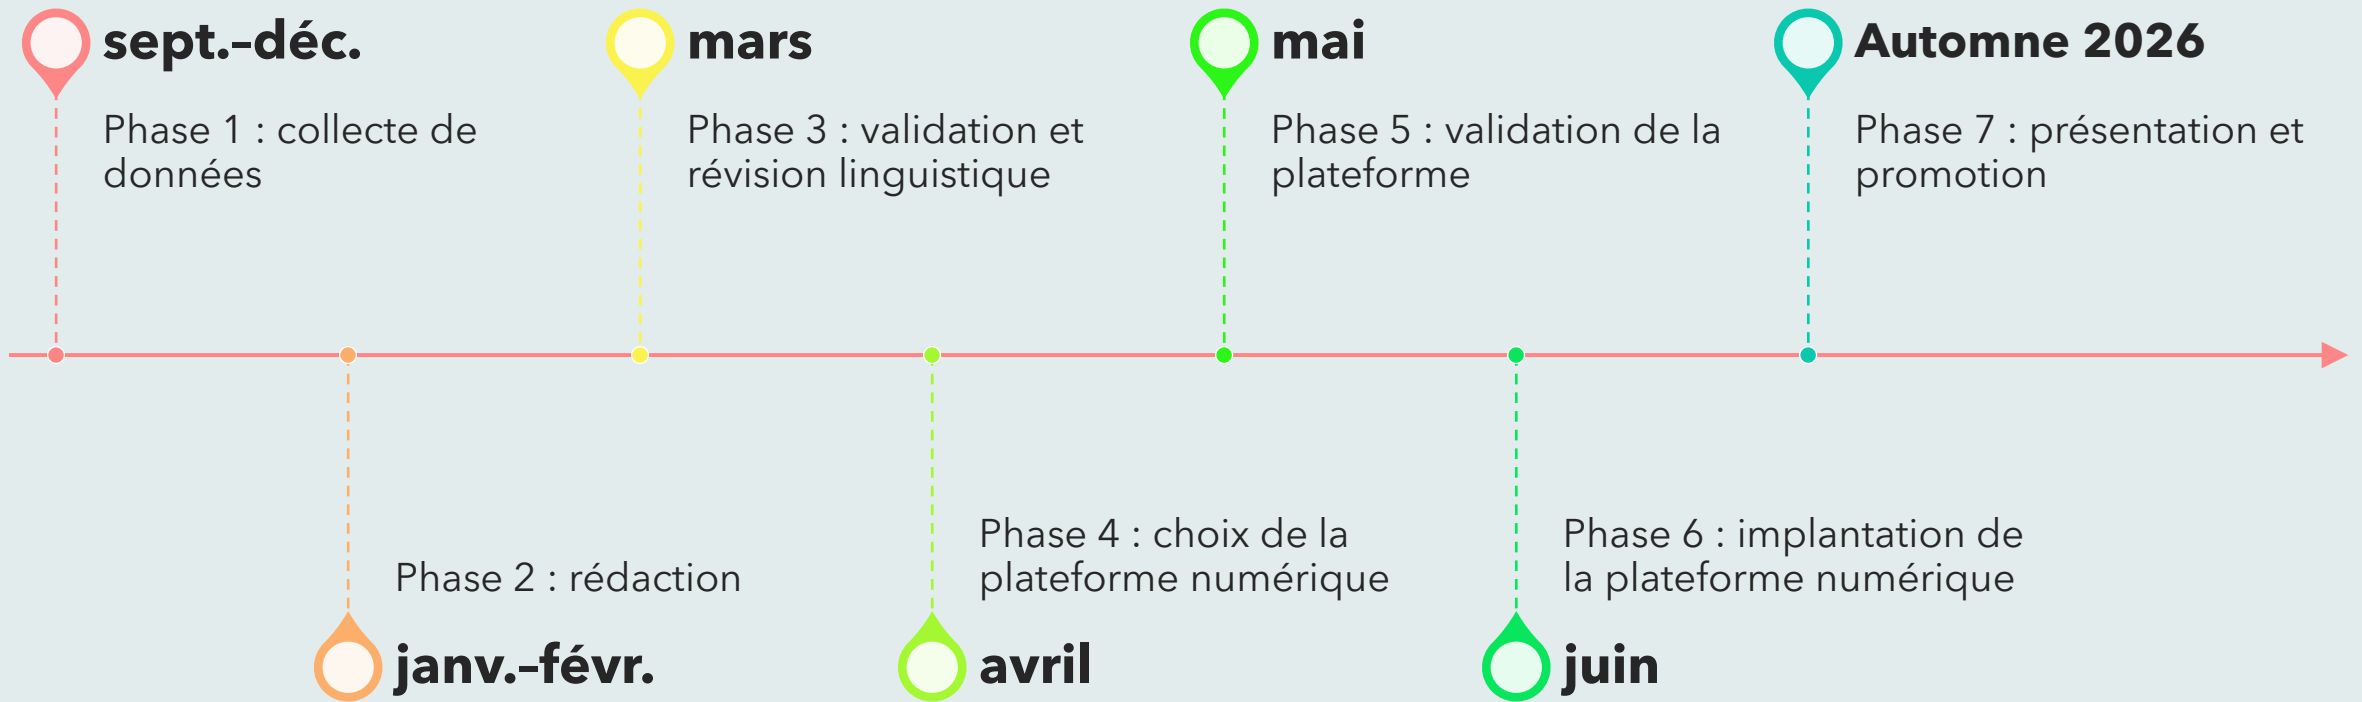 sept.–déc.
Phase 1 : collecte de
données
Phase 2 : rédaction
janv.–févr.
mars
Phase 3 : validation et
révision linguistique
Phase 4 : choix de la
plateforme numérique
avril
mai
Phase 5 : validation de la
plateforme
Phase 6 : implantation de
la plateforme numérique
juin
Automne 2026
Phase 7 : présentation et
promotion